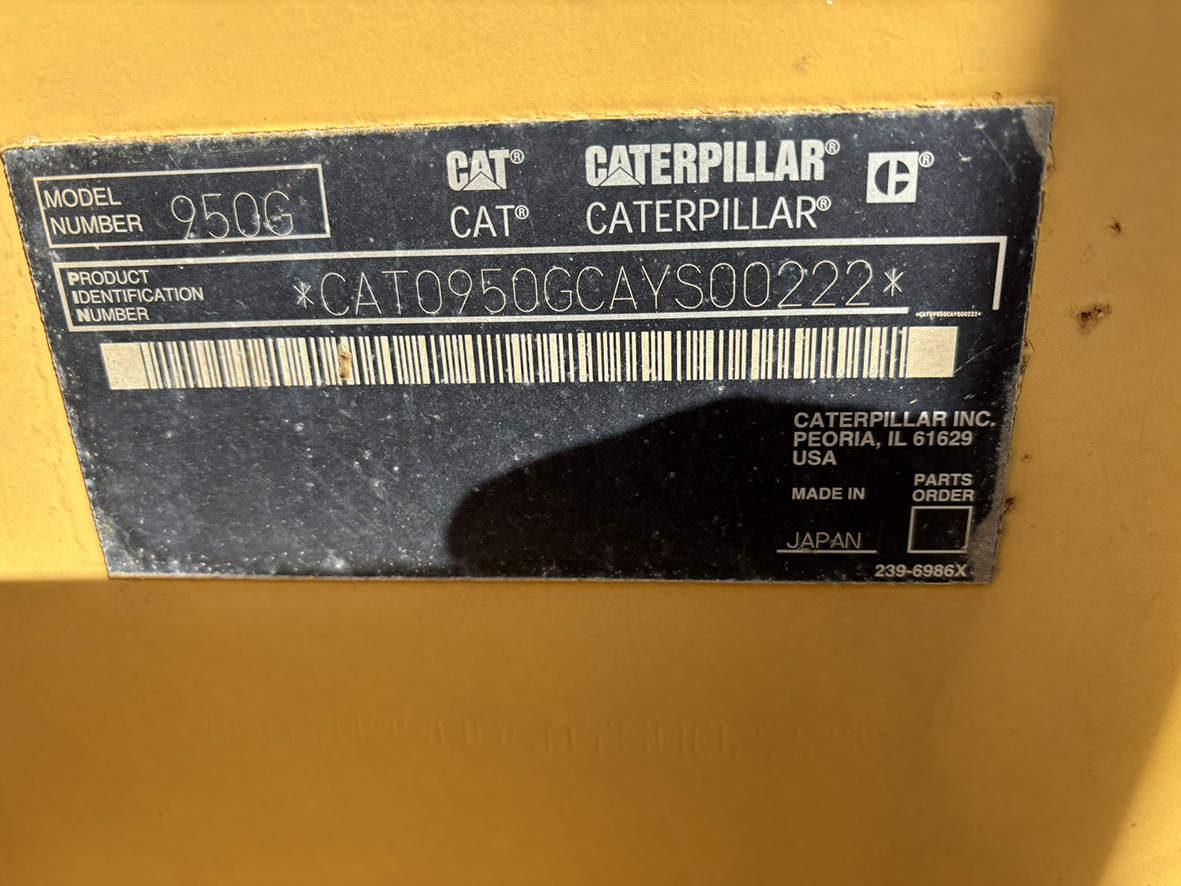 MODEL
NUMBER 950G
CAT® CATERPILLAR® C®
CAT® CATERPILLAR®
PRODUCT
IDENTIFICATION
NUMBER
*CAT0950GCAYS00222*
*CAT0950GCAYS00222*
CATERPILLAR INC.
PEORIA, IL 61629
USA
MADE IN
JAPAN
PARTS
ORDER
239-6986X